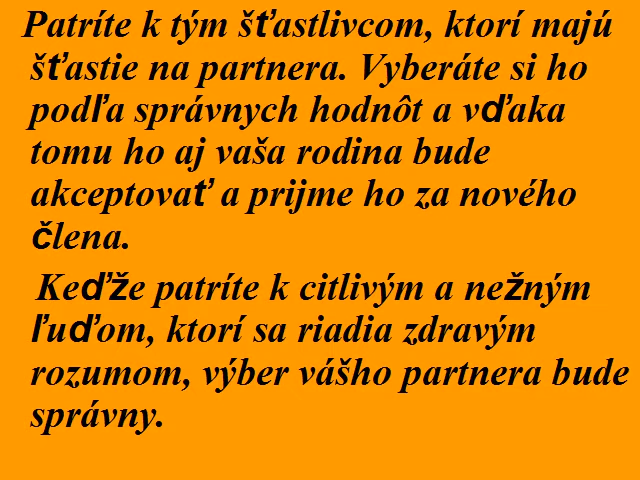 Patríte k tým šťastlivcom, ktorí majú
šťastie na partnera. Vyberáte si ho
podľa správnych hodnôt a vďaka
tomu ho aj vaša rodina bude
akceptovať a prijme ho za nového
člena.
Keďže patríte k citlivým a nežným
ľuďom, ktorí sa riadia zdravým
rozumom, výber vášho partnera bude
správny.